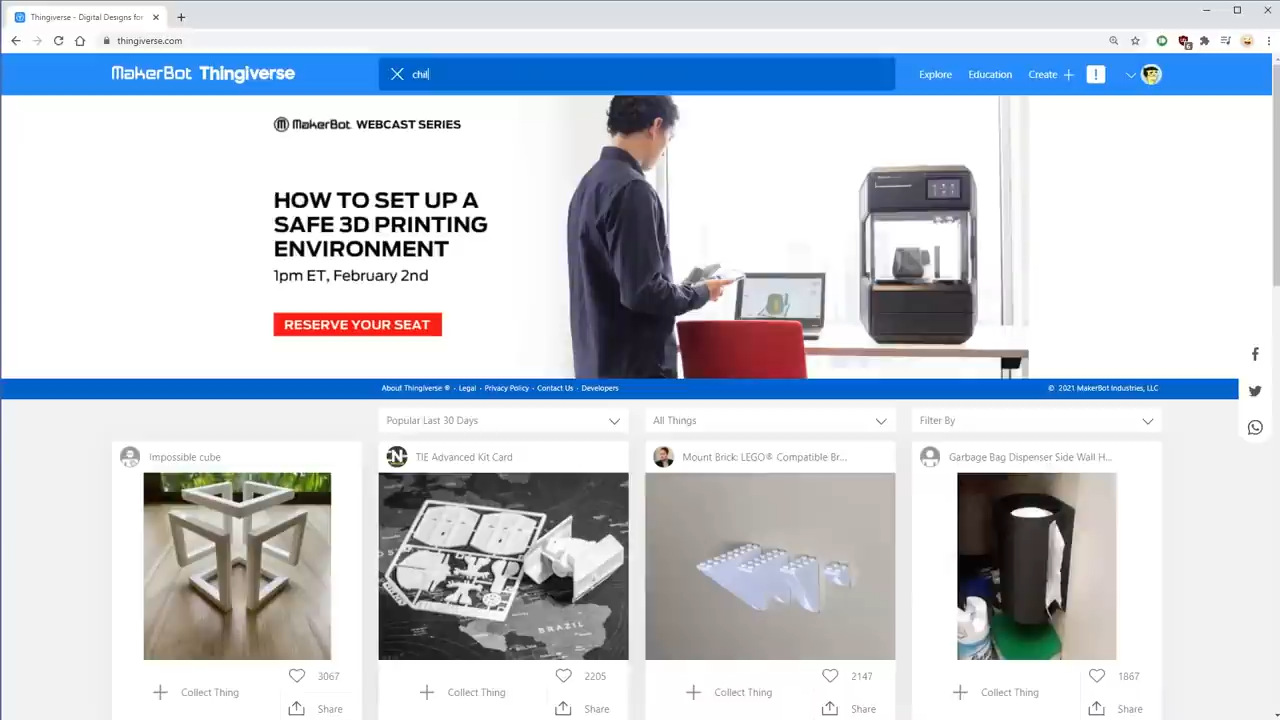 Thingiverse - Digital Designs for
thingiverse.com
MakerBot Thingiverse
chil
Explore
Education
Create
MakerBot WEBCAST SERIES
HOW TO SET UP A
SAFE 3D PRINTING
ENVIRONMENT
1pm ET, February 2nd
RESERVE YOUR SEAT
About Thingiverse ® · Legal · Privacy Policy · Contact Us · Developers
© 2021 MakerBot Industries, LLC
Popular Last 30 Days
All Things
Filter By
Impossible cube
TIE Advanced Kit Card
Mount Brick: LEGO® Compatible Br...
Garbage Bag Dispenser Side Wall H...
BRAZIL
3067
2205
2147
1867
Collect Thing
Collect Thing
Collect Thing
Collect Thing
Share
Share
Share
Share